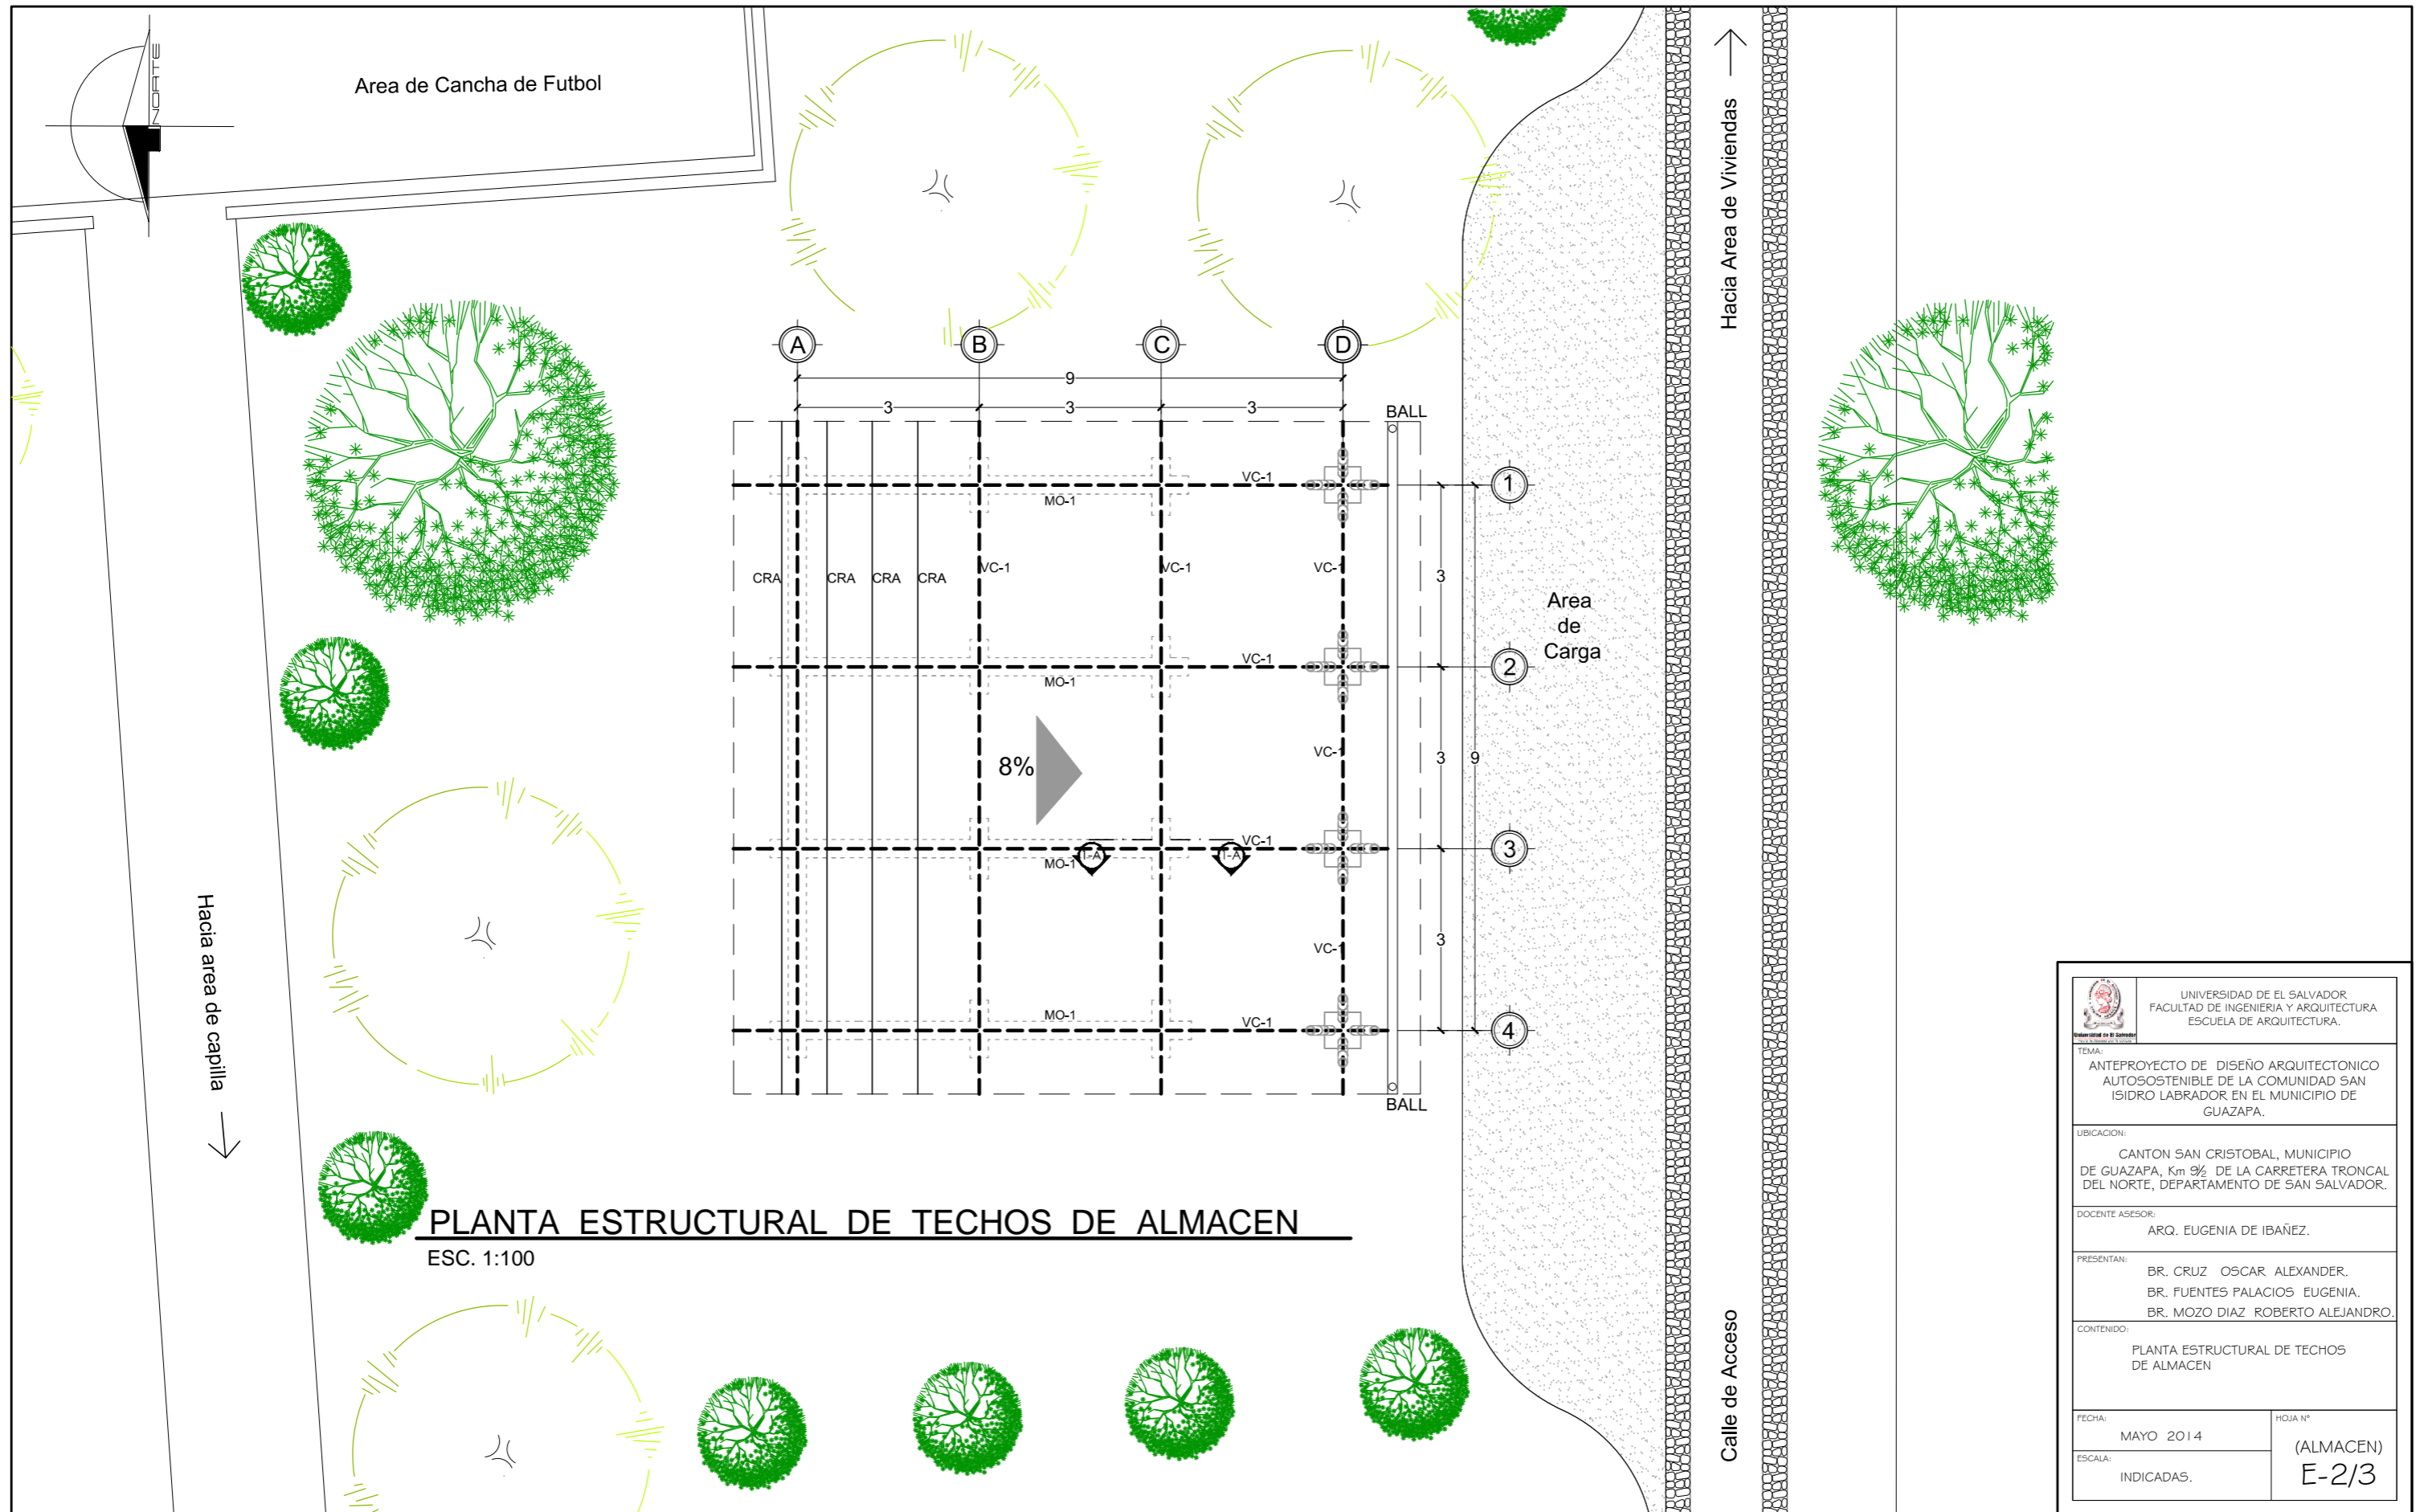 NORTE
Area de Cancha de Futbol
Hacia Area de Viviendas
A
B
C
D
9
3
3
3
BALL
VC-1
1
MO-1
CRA
CRA
CRA
CRA
VC-1
VC-1
VC-1
3
Area
de
Carga
VC-1
2
MO-1
8%
VC-1
3
9
VC-1
3
MO-1
1-A
1-A
Hacia area de capilla
VC-1
3
MO-1
VC-1
4
BALL
PLANTA ESTRUCTURAL DE TECHOS DE ALMACEN
ESC. 1:100
Calle de Acceso
Universidad de El Salvador
UNIVERSIDAD DE EL SALVADOR
FACULTAD DE INGENIERIA Y ARQUITECTURA
ESCUELA DE ARQUITECTURA.
TEMA:
ANTEPROYECTO DE DISEÑO ARQUITECTONICO
AUTOSOSTENIBLE DE LA COMUNIDAD SAN
ISIDRO LABRADOR EN EL MUNICIPIO DE
GUAZAPA.
UBICACION:
CANTON SAN CRISTOBAL, MUNICIPIO
DE GUAZAPA, Km 9½ DE LA CARRETERA TRONCAL
DEL NORTE, DEPARTAMENTO DE SAN SALVADOR.
DOCENTE ASESOR:
ARQ. EUGENIA DE IBAÑEZ.
PRESENTAN:
BR. CRUZ OSCAR ALEXANDER.
BR. FUENTES PALACIOS EUGENIA.
BR. MOZO DIAZ ROBERTO ALEJANDRO.
CONTENIDO:
PLANTA ESTRUCTURAL DE TECHOS
DE ALMACEN
FECHA:
MAYO 2014
HOJA Nº
(ALMACEN)
E-2/3
ESCALA:
INDICADAS.